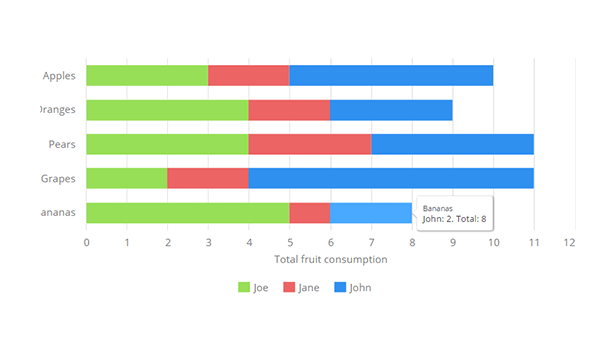 Apples
Oranges
Pears
Grapes
ananas
Bananas
John: 2. Total: 8
0 1 2 3 4 5 6 7 8 9 10 11 12
Total fruit consumption
Joe Jane John